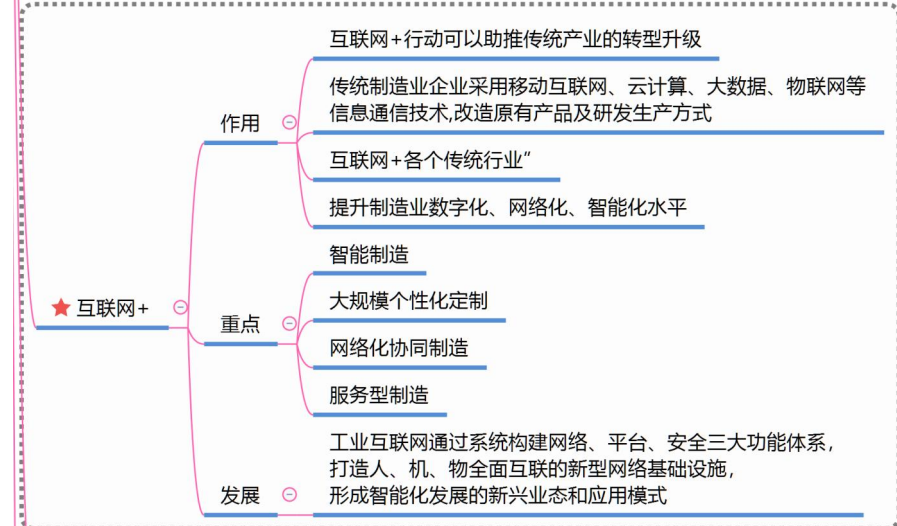 互联网+行动可以助推传统产业的转型升级
传统制造业企业采用移动互联网、云计算、大数据、物联网等
信息通信技术,改造原有产品及研发生产方式
作用
互联网+各个传统行业"
提升制造业数字化、网络化、智能化水平
智能制造
大规模个性化定制
互联网+
重点
网络化协同制造
服务型制造
工业互联网通过系统构建网络、平台、安全三大功能体系，
打造人、机、物全面互联的新型网络基础设施，
发展
形成智能化发展的新兴业态和应用模式